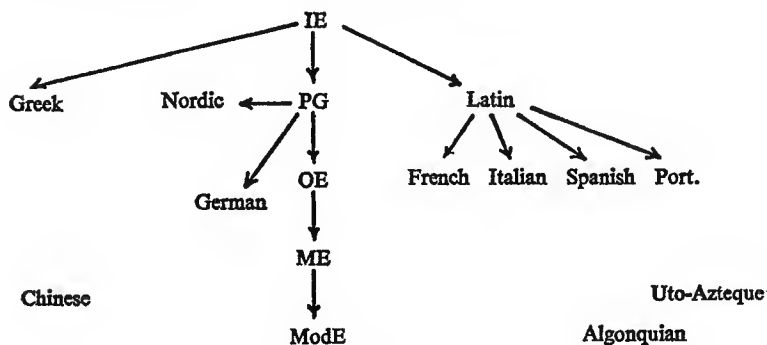 IE
Greek Nordic PG Latin
German OE French Italian Spanish Port.
ME
Chinese Uto-Azteque
ModE Algonquian